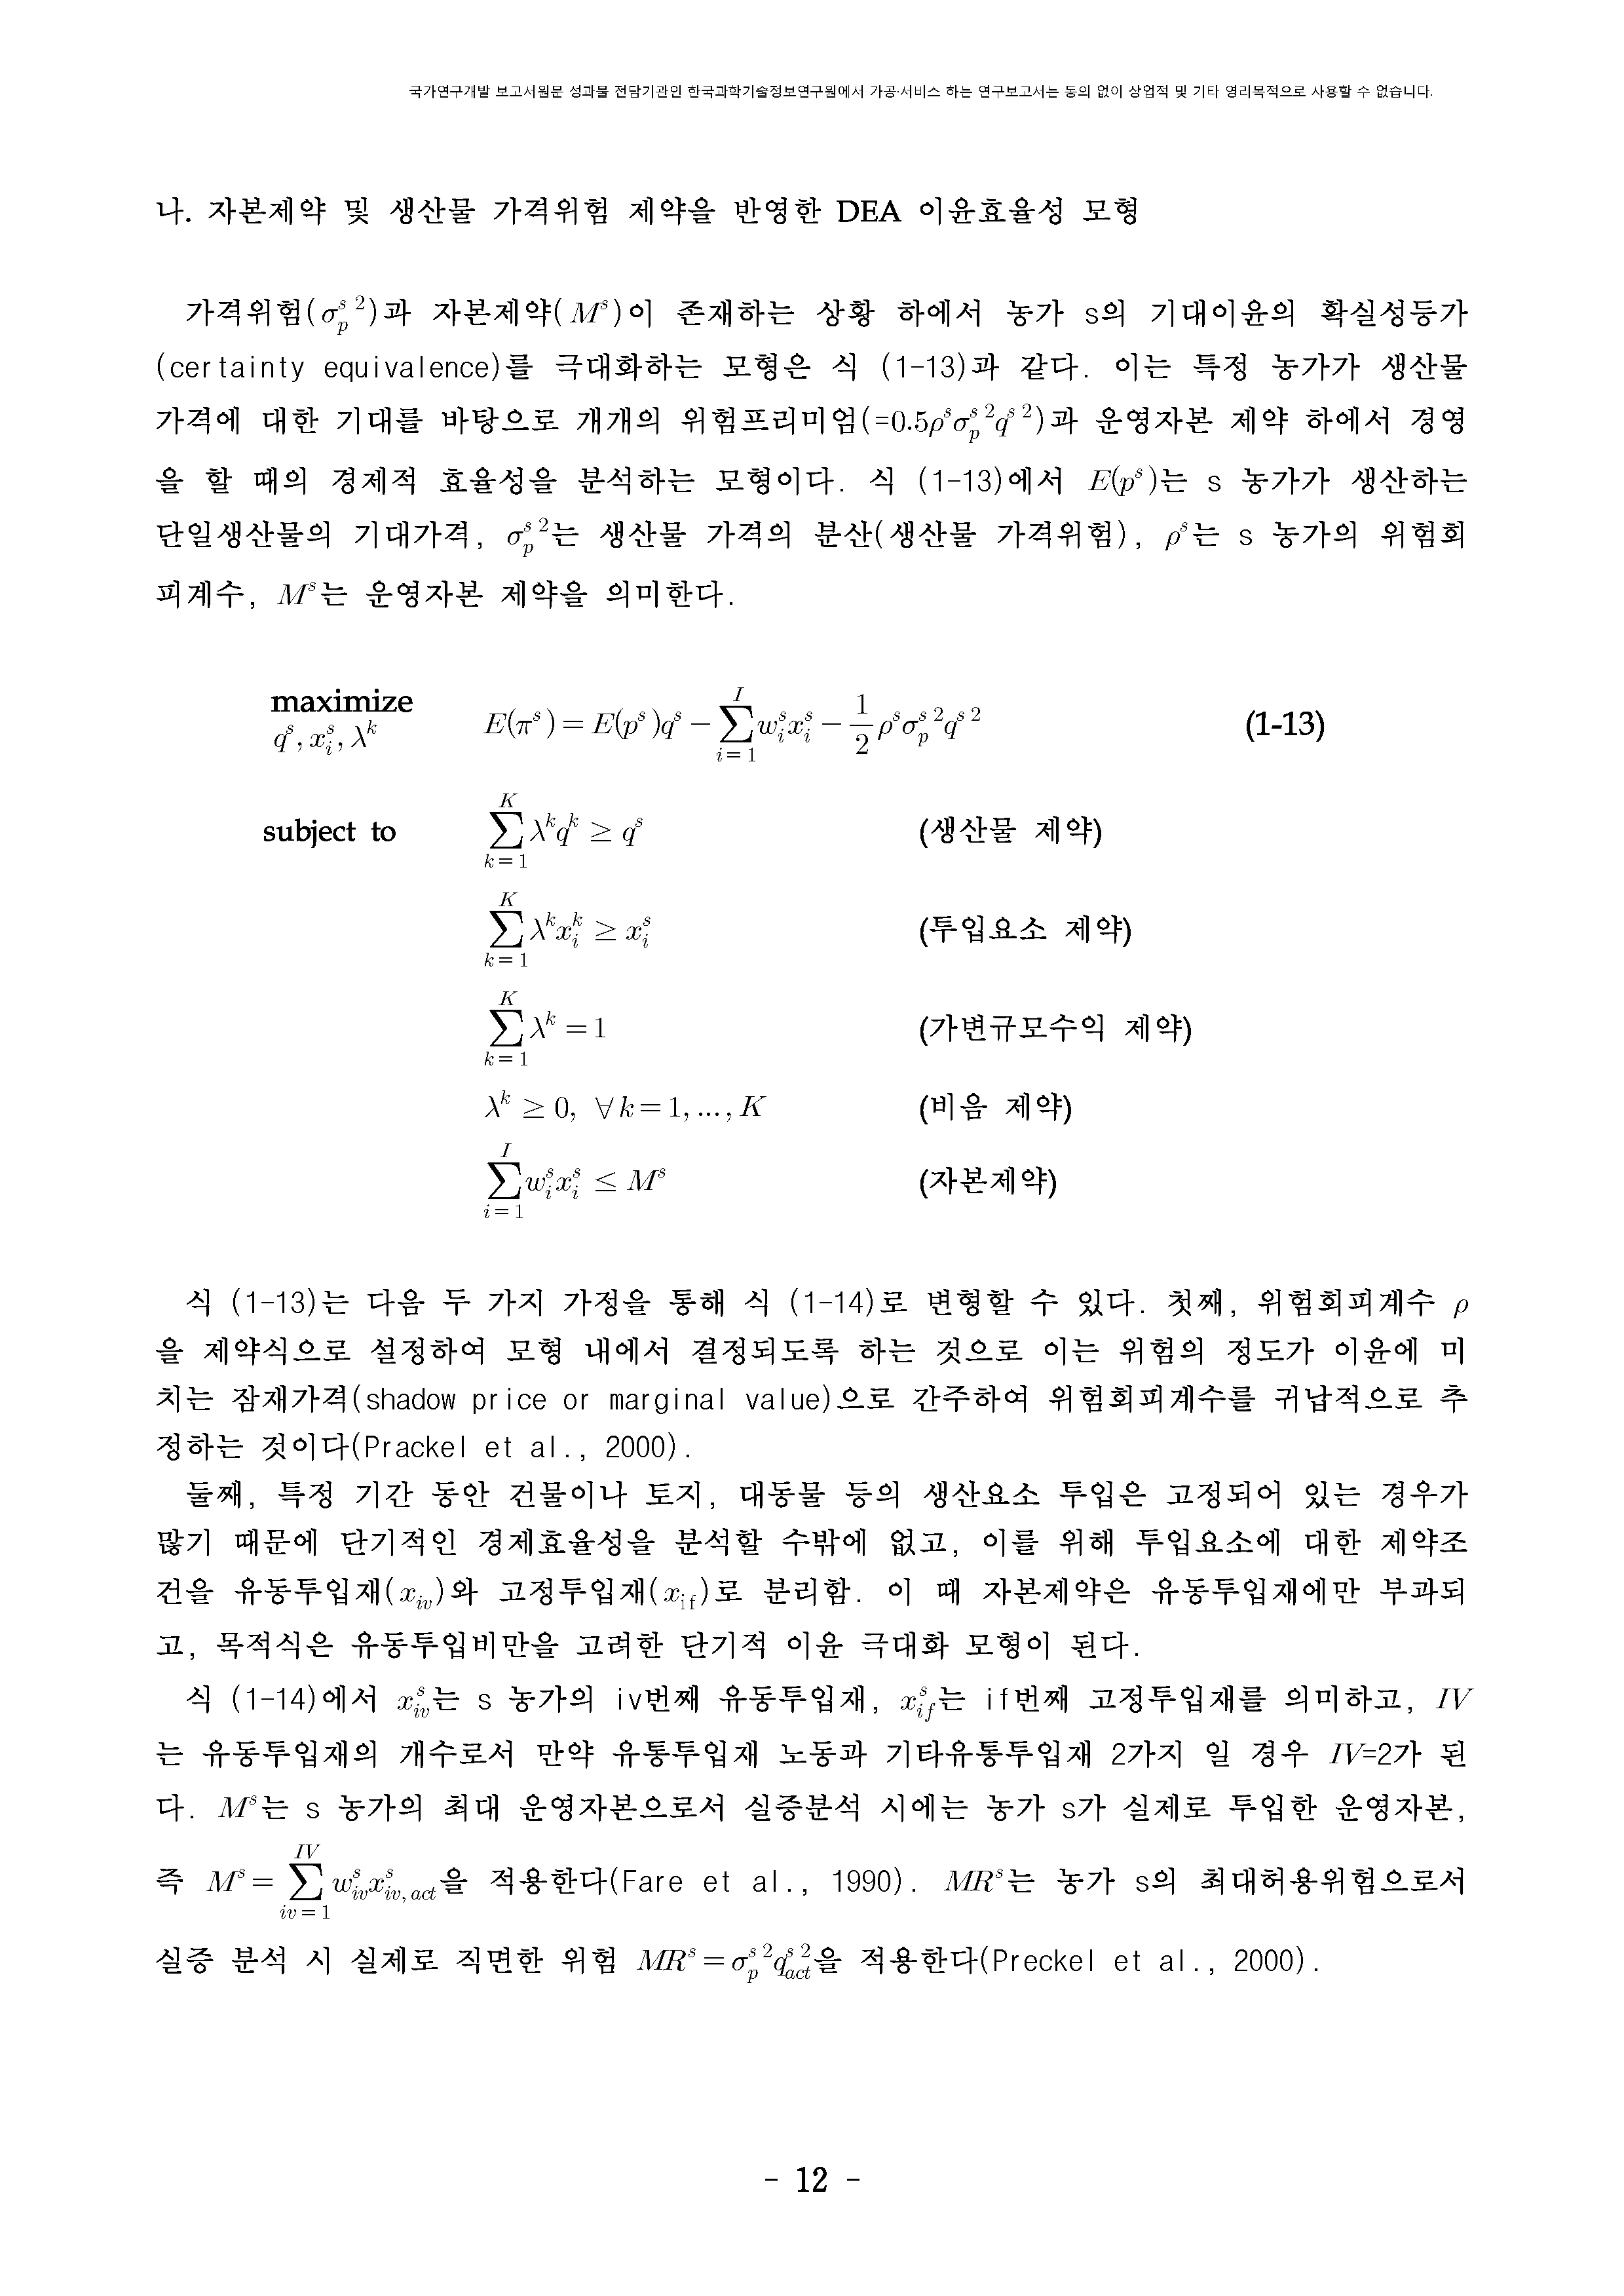 국가연구개발 보고서원문 성과물 전담기관인 한국과학기술정보연구원에서 가공·서비스 하는 연구보고서는 동의 없이 상업적 및 기타 영리목적으로 사용할 수 없습니다.
나. 자본제약 및 생산물 가격위험 제약을 반영한 DEA 이윤효율성 모형
가격위험(σ_p^{s 2})과 자본제약(M^s)이 존재하는 상황 하에서 농가 s의 기대이윤의 확실성등가
(certainty equivalence)를 극대화하는 모형은 식 (1-13)과 같다. 이는 특정 농가가 생산물
가격에 대한 기대를 바탕으로 개개의 위험프리미엄(=0.5ρ^sσ_p^{s 2}q^{s 2})과 운영자본 제약 하에서 경영
을 할 때의 경제적 효율성을 분석하는 모형이다. 식 (1-13)에서 E(p^s)는 s 농가가 생산하는
단일생산물의 기대가격, σ_p^{s 2}는 생산물 가격의 분산(생산물 가격위험), ρ^s는 s 농가의 위험회
피계수, M^s는 운영자본 제약을 의미한다.
maximize q^s, x_i^s, λ^k E(π^s) = E(p^s)q^s − ∑_{i=1}^{I} w_i^s x_i^s − \frac{1}{2} ρ^s σ_p^{s 2} q^{s 2} (1-13)
subject to ∑_{k=1}^{K} λ^k q^k ≥ q^s (생산물 제약)
∑_{k=1}^{K} λ^k x_i^k ≥ x_i^s (투입요소 제약)
∑_{k=1}^{K} λ^k = 1 (가변규모수익 제약)
λ^k ≥ 0, ∀k = 1, ..., K (비음 제약)
∑_{i=1}^{I} w_i^s x_i^s ≤ M^s (자본제약)
식 (1-13)는 다음 두 가지 가정을 통해 식 (1-14)로 변형할 수 있다. 첫째, 위험회피계수 ρ
을 제약식으로 설정하여 모형 내에서 결정되도록 하는 것으로 이는 위험의 정도가 이윤에 미
치는 잠재가격(shadow price or marginal value)으로 간주하여 위험회피계수를 귀납적으로 추
정하는 것이다(Prackel et al., 2000).
둘째, 특정 기간 동안 건물이나 토지, 대동물 등의 생산요소 투입은 고정되어 있는 경우가
많기 때문에 단기적인 경제효율성을 분석할 수밖에 없고, 이를 위해 투입요소에 대한 제약조
건을 유동투입재(x_{iv})와 고정투입재(x_{if})로 분리함. 이 때 자본제약은 유동투입재에만 부과되
고, 목적식은 유동투입비만을 고려한 단기적 이윤 극대화 모형이 된다.
식 (1-14)에서 x_{iv}^s는 s 농가의 iv번째 유동투입재, x_{if}^s는 if번째 고정투입재를 의미하고, IV
는 유동투입재의 개수로서 만약 유통투입재 노동과 기타유통투입재 2가지 일 경우 IV=2가 된
다. M^s는 s 농가의 최대 운영자본으로서 실증분석 시에는 농가 s가 실제로 투입한 운영자본,
즉 M^s = ∑_{iv=1}^{IV} w_{iv}^s x_{iv, act}^s을 적용한다(Fare et al., 1990). MR^s는 농가 s의 최대허용위험으로서
실증 분석 시 실제로 직면한 위험 MR^s = σ_p^{s 2} q_{act}^{s 2}을 적용한다(Preckel et al., 2000).
- 12 -